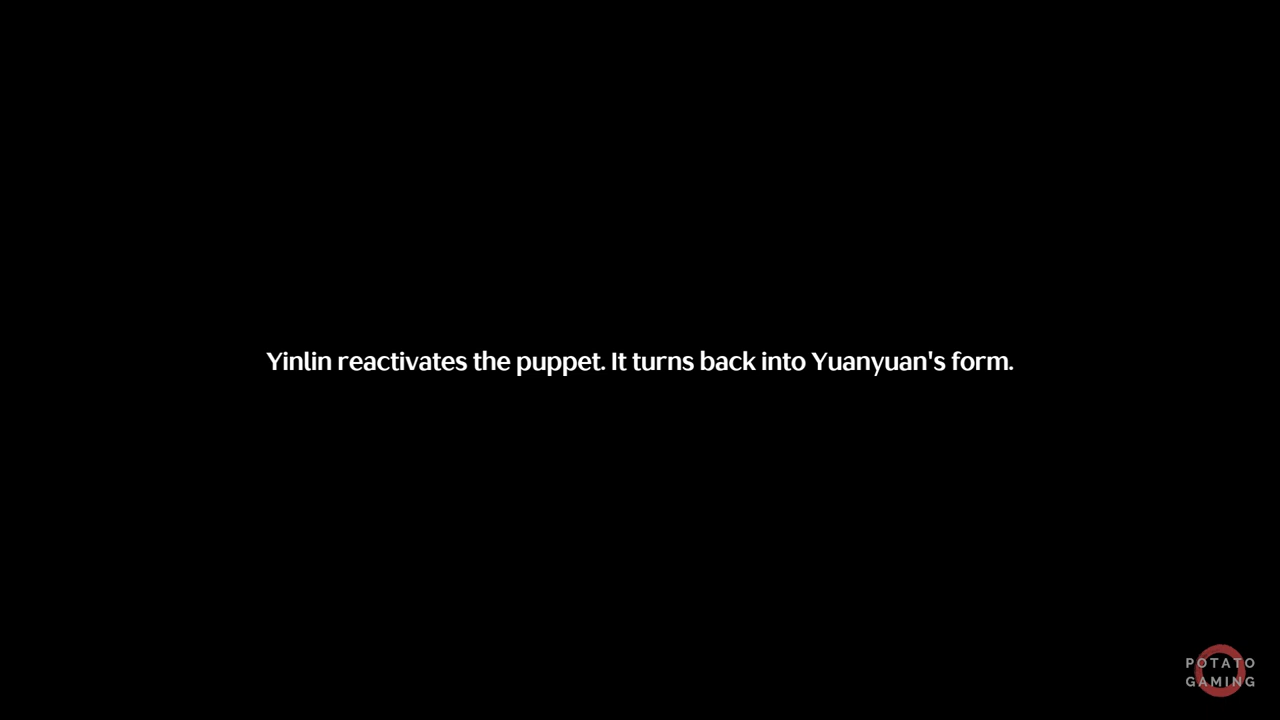 Yinlin reactivates the puppet. It turns back into Yuanyuan's form.
POTATO
GAMING